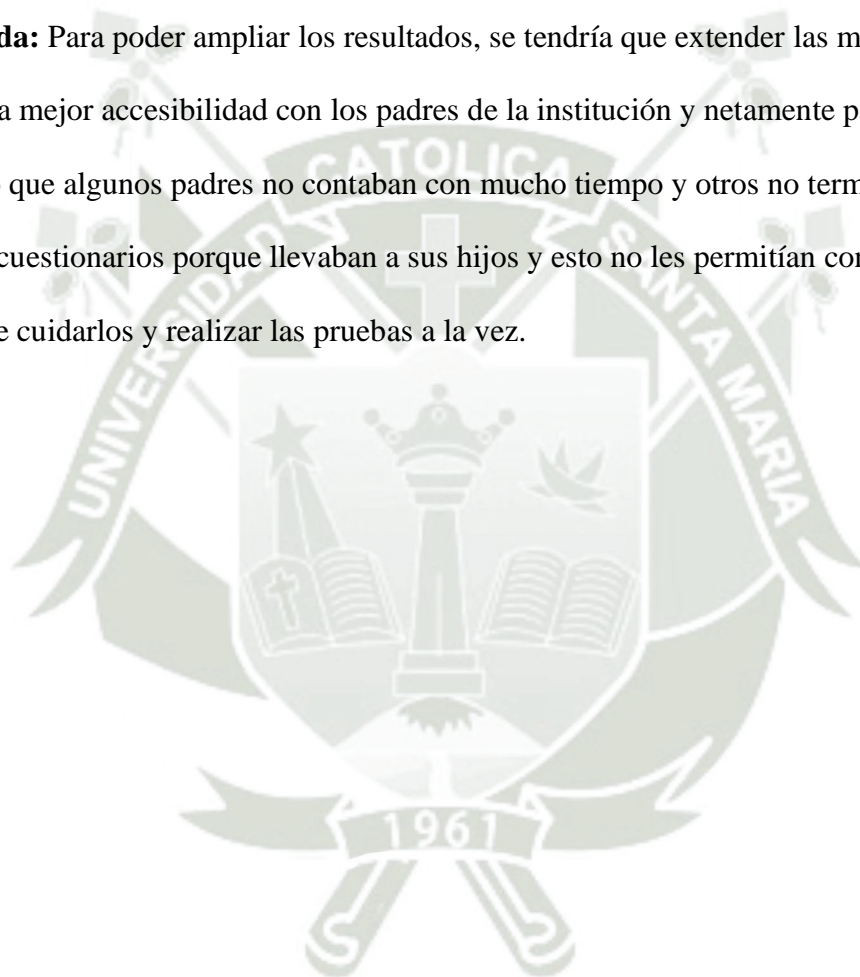 da: Para poder ampliar los resultados, se tendría que extender las m
a mejor accesibilidad con los padres de la institución y netamente p
que algunos padres no contaban con mucho tiempo y otros no term
cuestionarios porque llevaban a sus hijos y esto no les permitían con
e cuidarlos y realizar las pruebas a la vez.
UNIVERSIDAD CATOLICA SANTA MARIA
1961